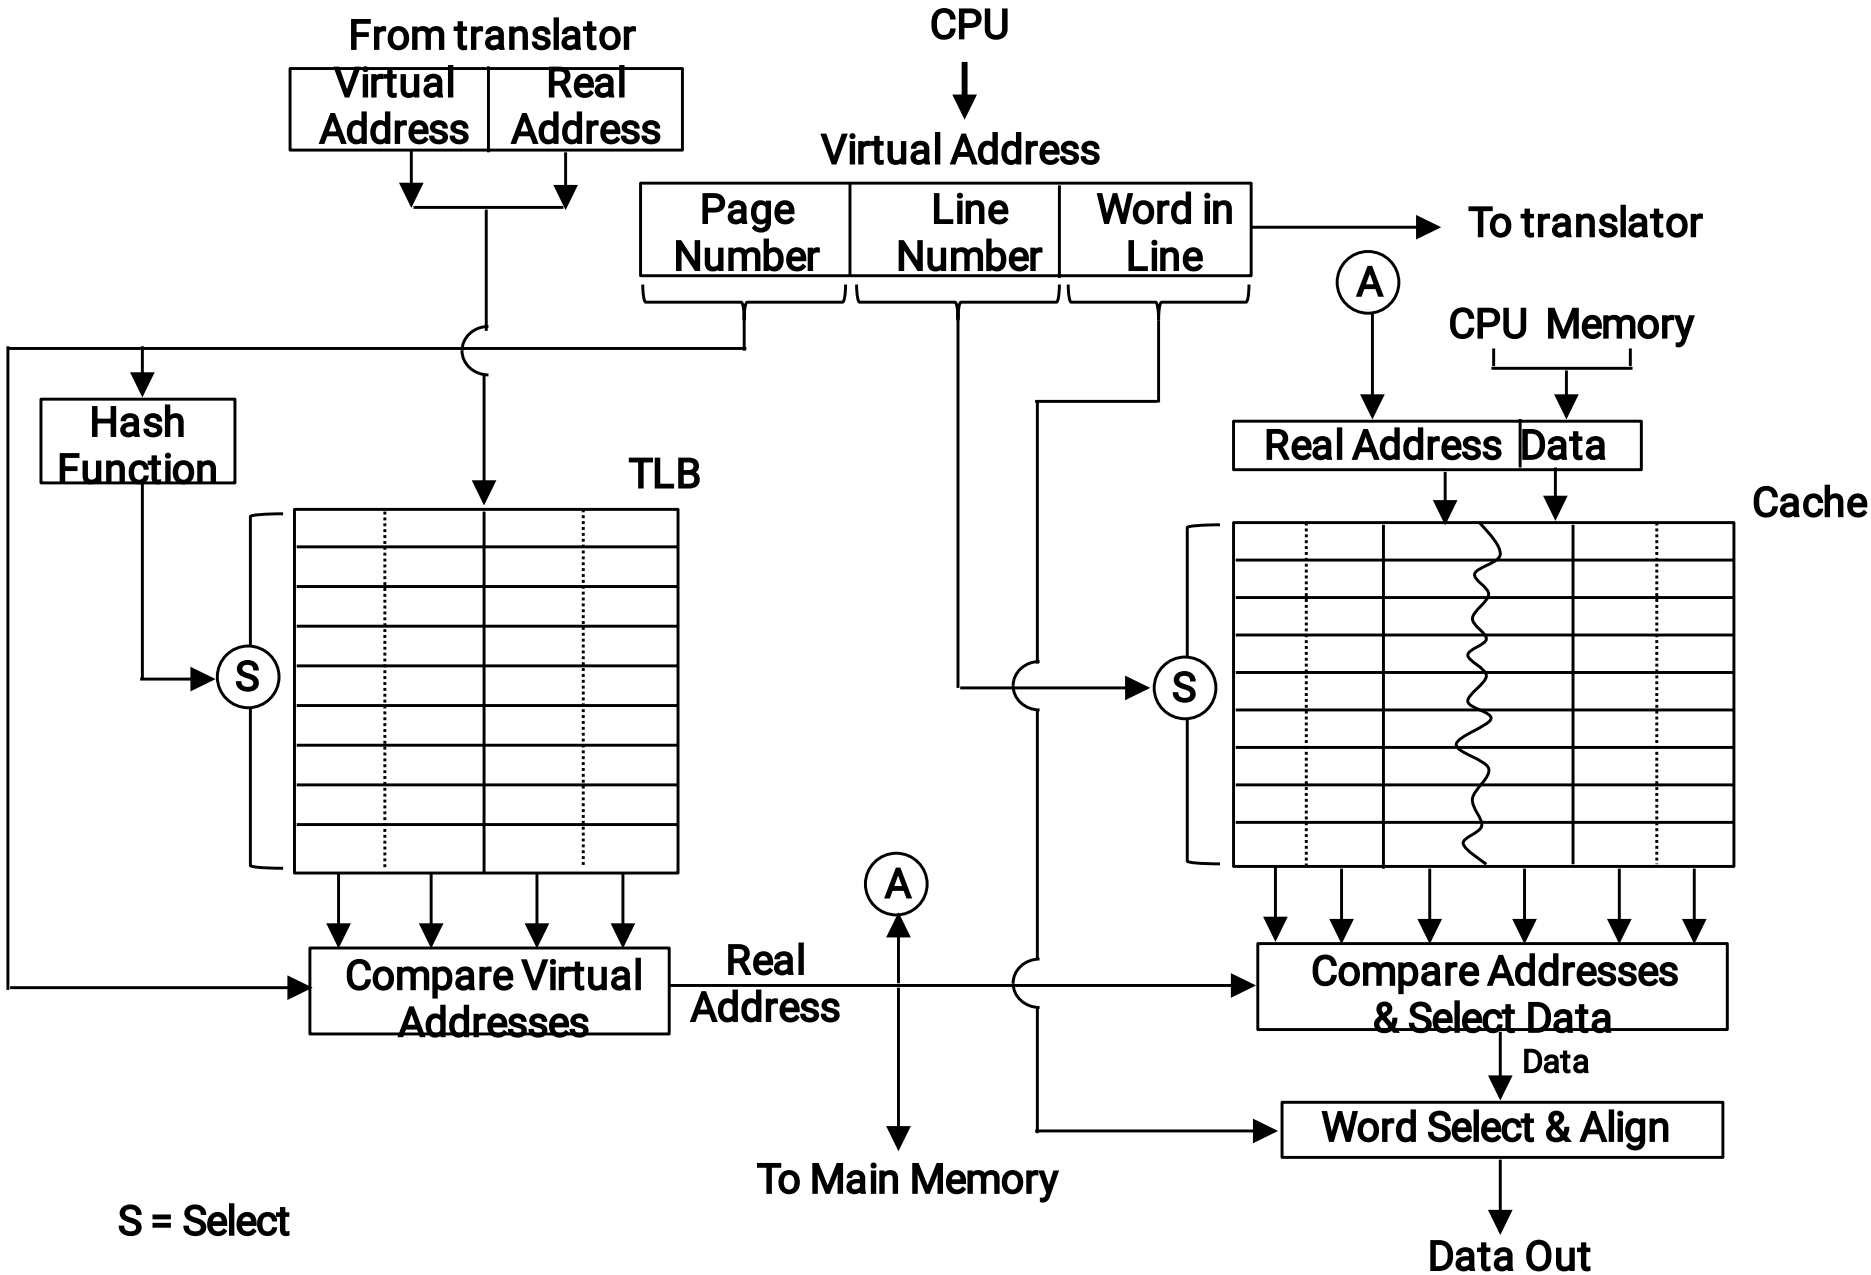 From translator
Virtual Address
Real Address
CPU
Virtual Address
Page Number
Line Number
Word in Line
To translator
A
CPU Memory
Hash Function
Real Address
Data
TLB
Cache
S
S
A
Compare Virtual Addresses
Real Address
Compare Addresses & Select Data
Data
Word Select & Align
To Main Memory
S = Select
Data Out